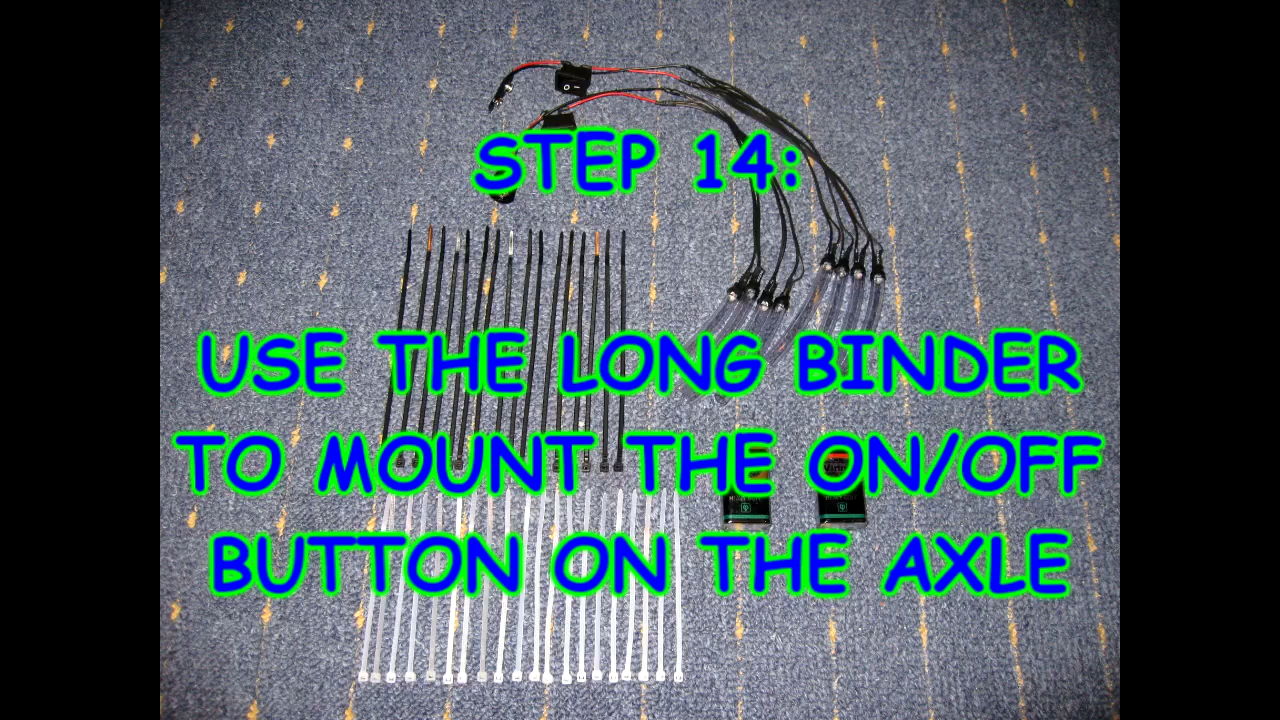 STEP 14:
USE THE LONG BINDER
TO MOUNT THE ON/OFF
BUTTON ON THE AXLE